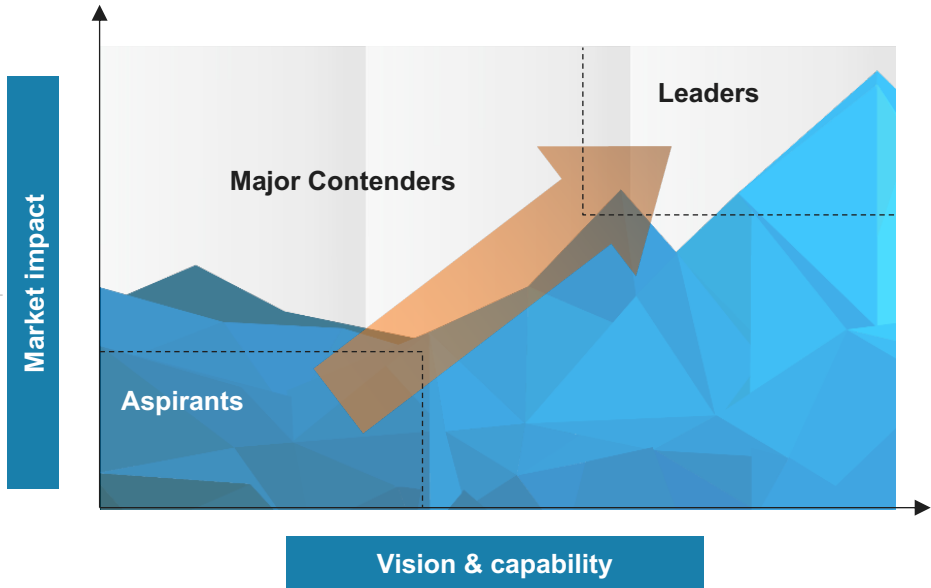 Leaders
Major Contenders
Market impact
Aspirants
Vision & capability